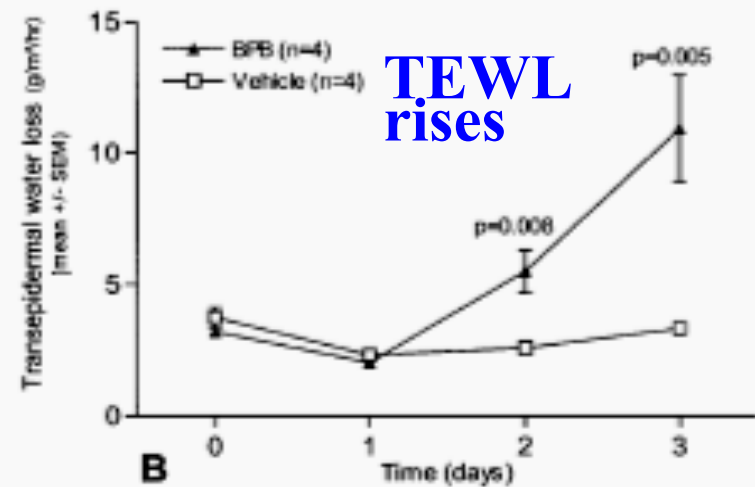 15
BPB (n=4)
Vehicle (n=4)
TEWL
rises
p=0.005
10
p=0.008
5
0
Transepidermal water loss (g/m²/hr)
[mean +/- SEM]
0 1 2 3
B
Time (days)